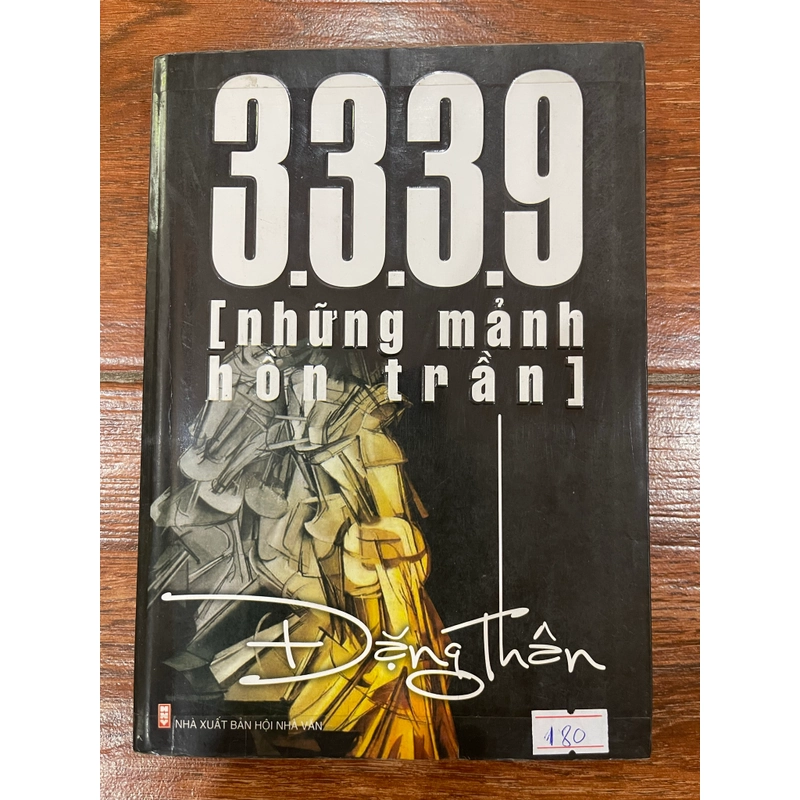 3.3.3.9
[những mảnh
hồn trần]
Đặng Thân
NHÀ XUẤT BẢN HỘI NHÀ VĂN
180